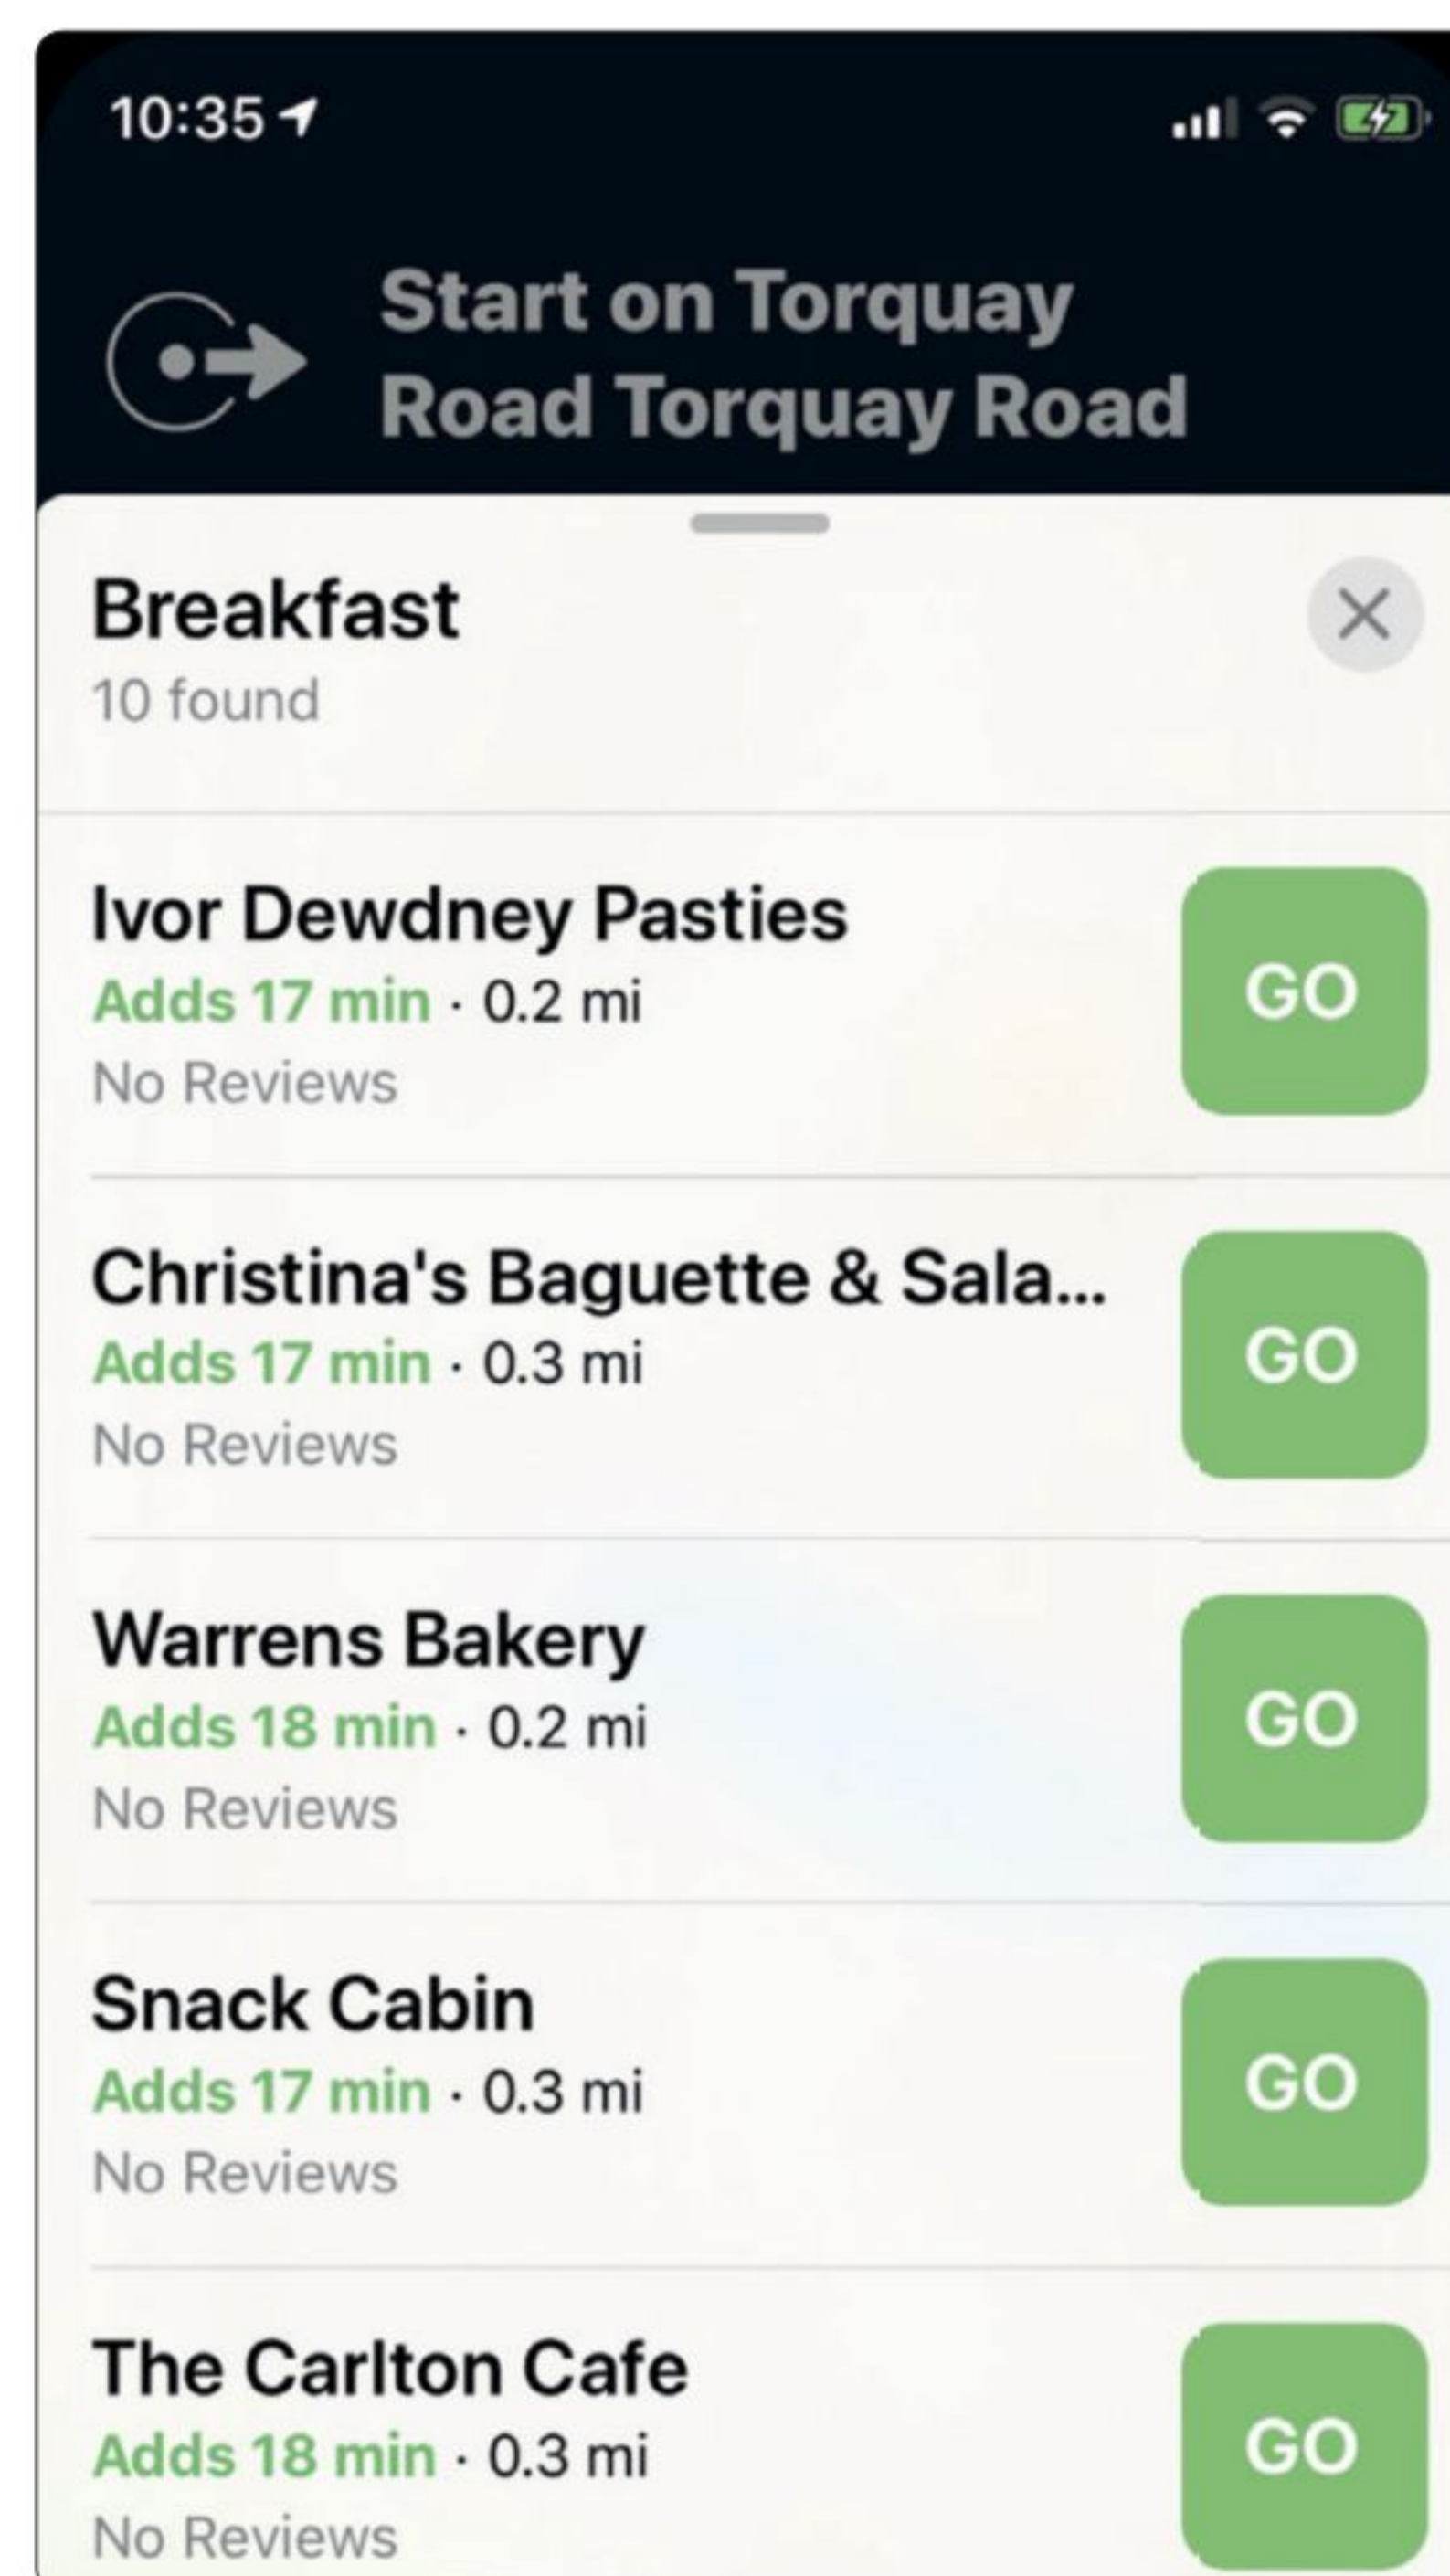 10:35
Start on Torquay
Road Torquay Road
Breakfast
10 found
Ivor Dewdney Pasties
Adds 17 min · 0.2 mi
No Reviews
GO
Christina's Baguette & Sala...
Adds 17 min · 0.3 mi
No Reviews
GO
Warrens Bakery
Adds 18 min · 0.2 mi
No Reviews
GO
Snack Cabin
Adds 17 min · 0.3 mi
No Reviews
GO
The Carlton Cafe
Adds 18 min · 0.3 mi
No Reviews
GO